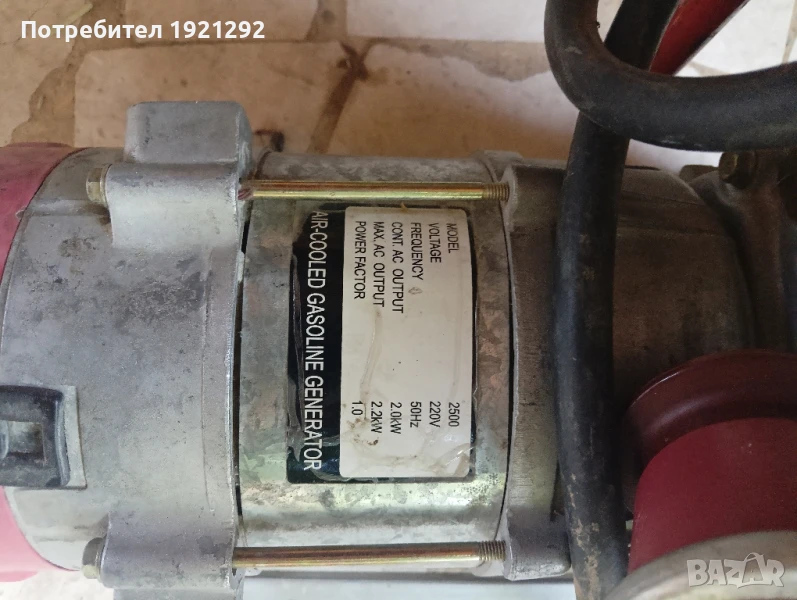 Потребител 1921292
AIR-COOLED GASOLINE GENERATOR
MODEL 2500
VOLTAGE 220V
FREQUENCY 50Hz
CONT. AC OUTPUT 2.0kW
MAX. AC OUTPUT 2.2kW
POWER FACTOR 1.0
BAZAR